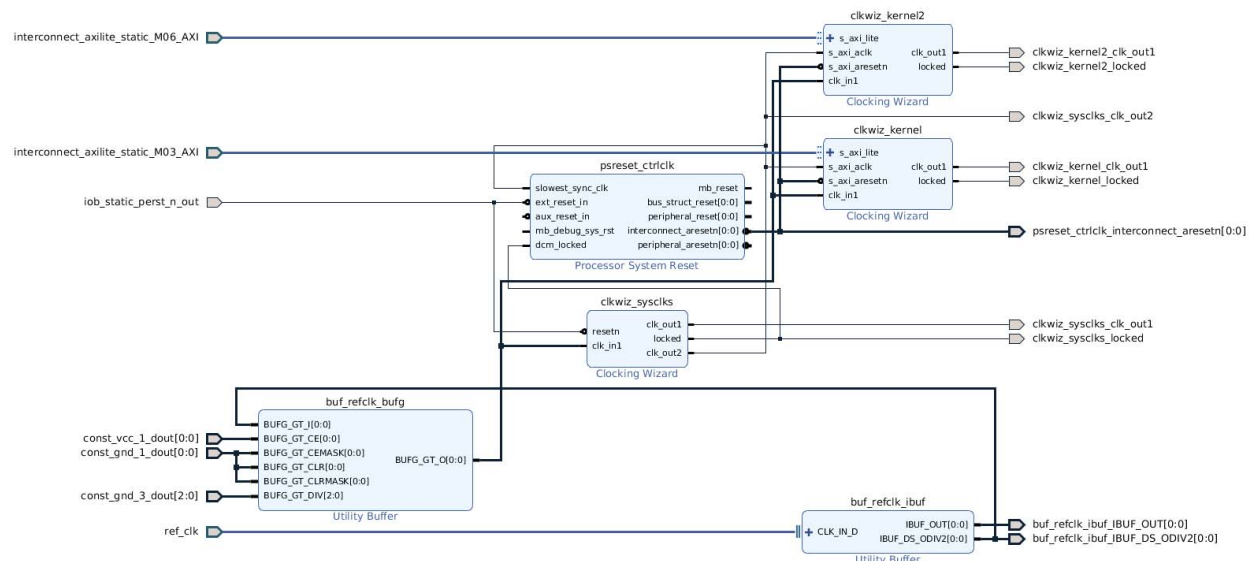 clkwiz_kernel2
interconnect_axilite_static_M06_AXI
s_axi_lite
s_axi_aclk
s_axi_aresetn
clk_in1
clk_out1
locked
clkwiz_kernel2_clk_out1
clkwiz_kernel2_locked
Clocking Wizard
clkwiz_sysclks_clk_out2
clkwiz_kernel
interconnect_axilite_static_M03_AXI
s_axi_lite
s_axi_aclk
s_axi_aresetn
clk_in1
clk_out1
locked
clkwiz_kernel_clk_out1
clkwiz_kernel_locked
Clocking Wizard
psreset_ctrlclk
iob_static_perst_n_out
slowest_sync_clk
ext_reset_in
aux_reset_in
mb_debug_sys_rst
dcm_locked
mb_reset
bus_struct_reset[0:0]
peripheral_reset[0:0]
interconnect_aresetn[0:0]
peripheral_aresetn[0:0]
psreset_ctrlclk_interconnect_aresetn[0:0]
Processor System Reset
clkwiz_sysclks
resetn
clk_in1
clk_out1
locked
clk_out2
clkwiz_sysclks_clk_out1
clkwiz_sysclks_locked
Clocking Wizard
buf_refclk_bufg
const_vcc_1_dout[0:0]
const_gnd_1_dout[0:0]
const_gnd_3_dout[2:0]
BUFG_GT_I[0:0]
BUFG_GT_CE[0:0]
BUFG_GT_CEMASK[0:0]
BUFG_GT_CLR[0:0]
BUFG_GT_CLRMASK[0:0]
BUFG_GT_DIV[2:0]
BUFG_GT_O[0:0]
Utility Buffer
buf_refclk_ibuf
ref_clk
CLK_IN_D
IBUF_OUT[0:0]
IBUF_DS_ODIV2[0:0]
buf_refclk_ibuf_IBUF_OUT[0:0]
buf_refclk_ibuf_IBUF_DS_ODIV2[0:0]
Utility Buffer